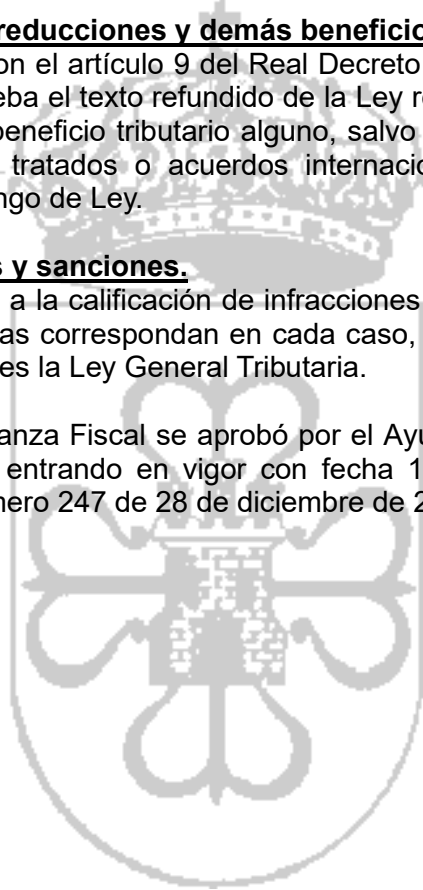 reducciones y demás beneficio
on el artículo 9 del Real Decreto
eba el texto refundido de la Ley r
beneficio tributario alguno, salvo
tratados o acuerdos internaci
ngo de Ley.
s y sanciones.
a la calificación de infracciones
as correspondan en cada caso,
es la Ley General Tributaria.
anza Fiscal se aprobó por el Ayu
entrando en vigor con fecha 1
mero 247 de 28 de diciembre de 2